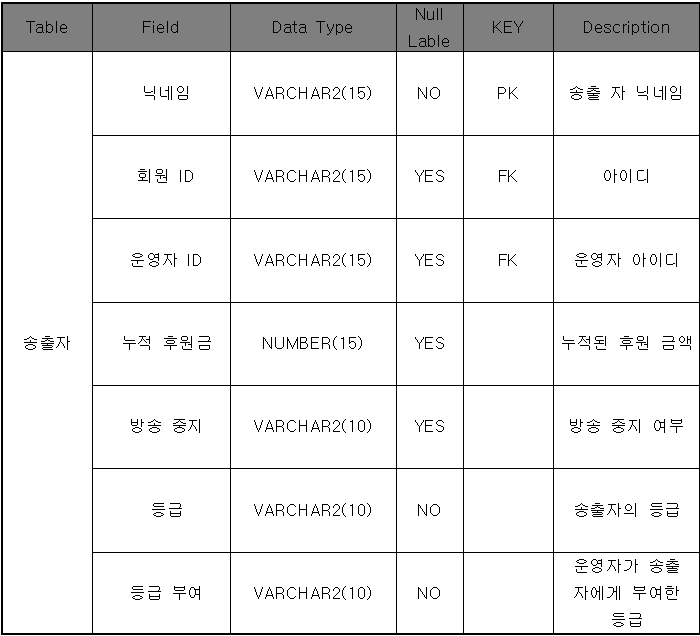 Table Field Data Type Null Lable KEY Description
송출자
닉네임 VARCHAR2(15) NO PK 송출 자 닉네임
회원 ID VARCHAR2(15) YES FK 아이디
운영자 ID VARCHAR2(15) YES FK 운영자 아이디
누적 후원금 NUMBER(15) YES 누적된 후원 금액
방송 중지 VARCHAR2(10) YES 방송 중지 여부
등급 VARCHAR2(10) NO 송출자의 등급
등급 부여 VARCHAR2(10) NO 운영자가 송출
자에게 부여한
등급